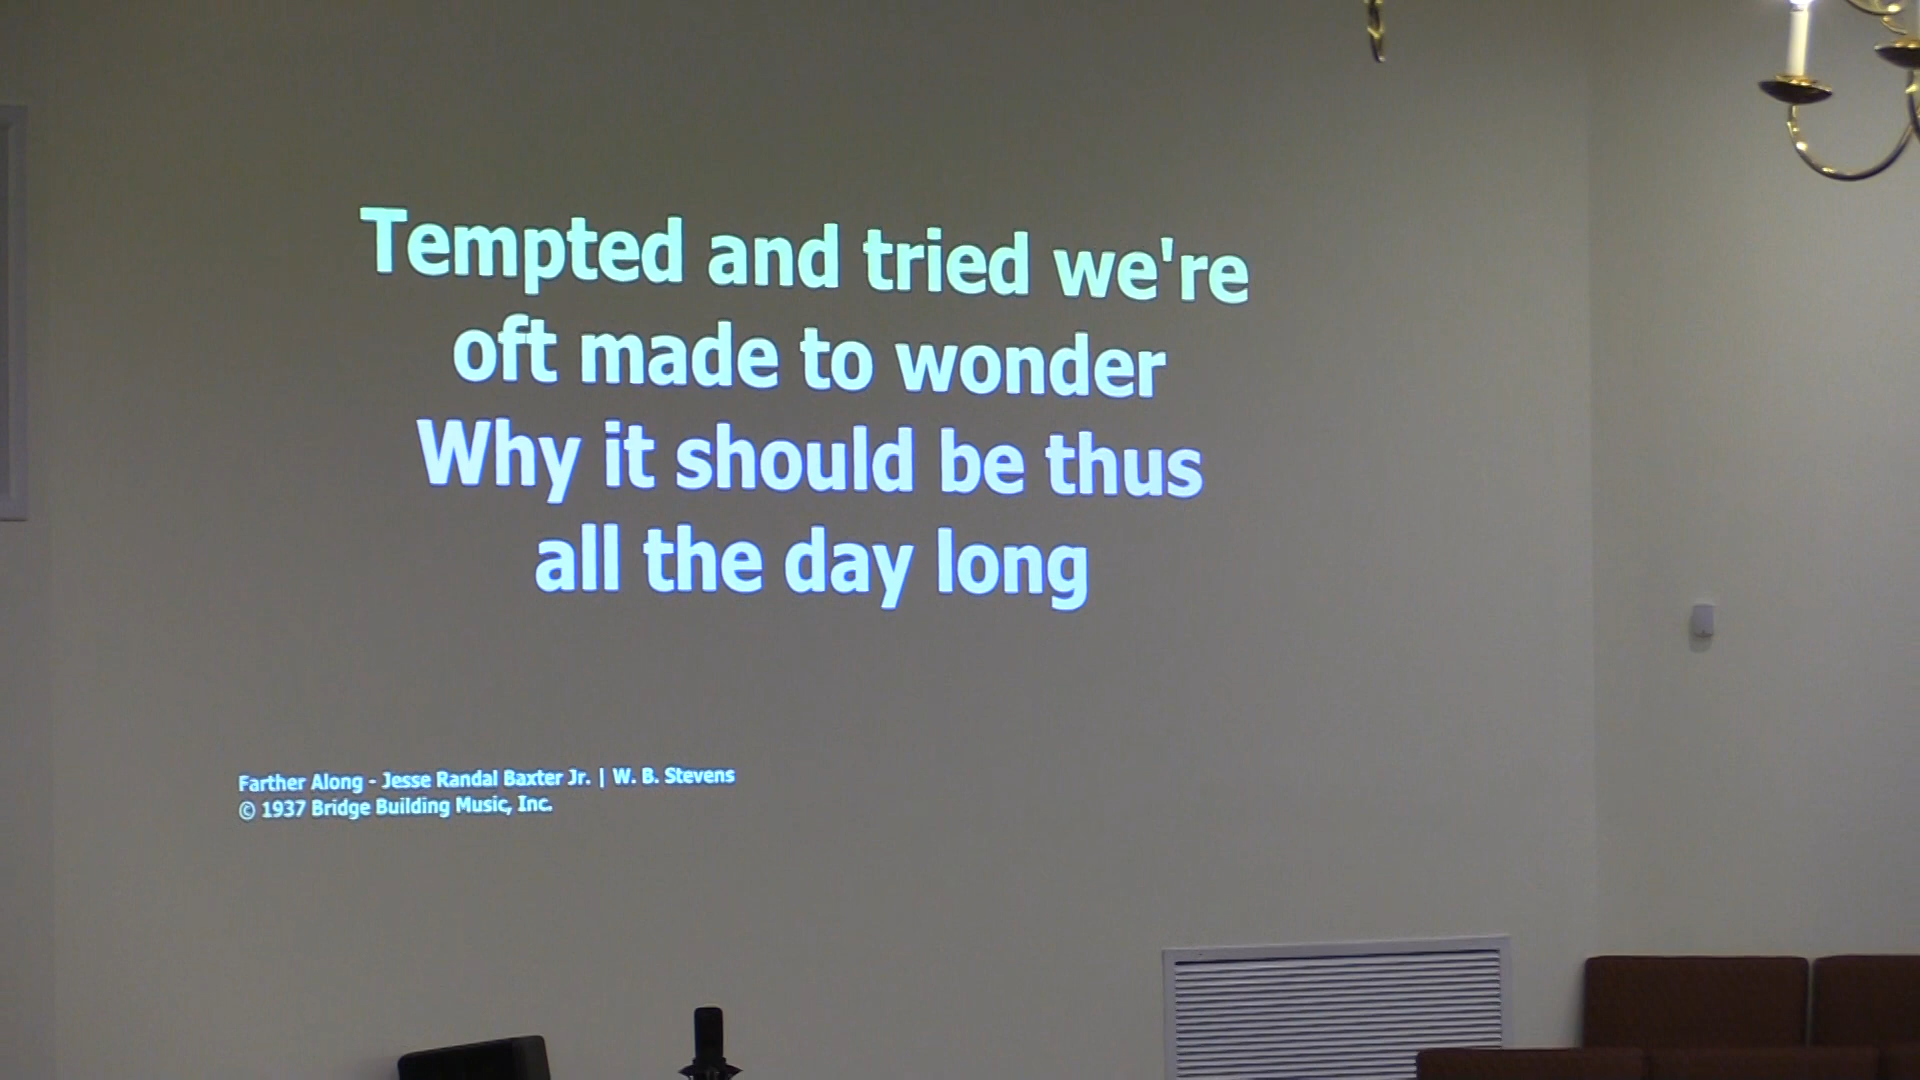 Tempted and tried we're
oft made to wonder
Why it should be thus
all the day long
Farther Along - Jesse Randal Baxter Jr. | W. B. Stevens
© 1937 Bridge Building Music, Inc.